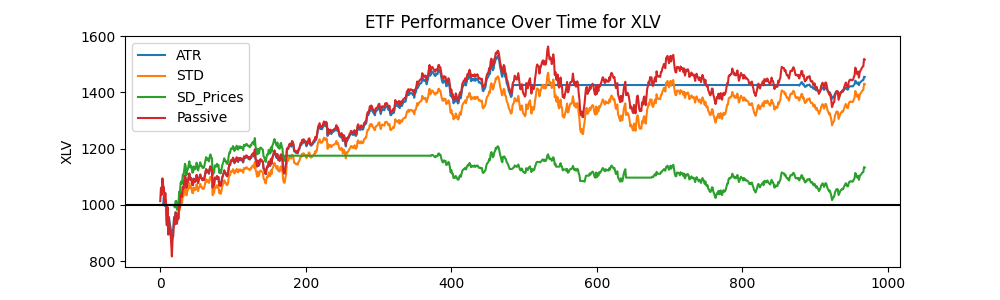 ETF Performance Over Time for XLV
1600
1400
1200
1000
800
XLV
ATR
STD
SD_Prices
Passive
0
200
400
600
800
1000